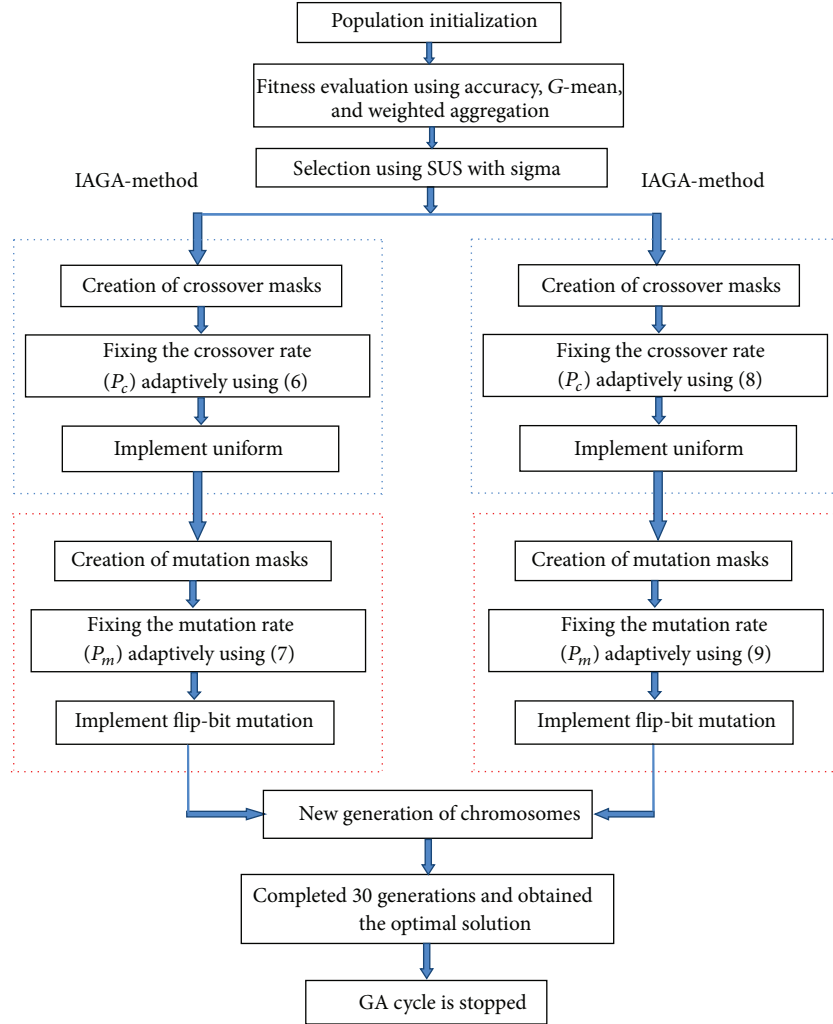 Population initialization
Fitness evaluation using accuracy, G-mean,
and weighted aggregation
Selection using SUS with sigma
IAGA-method
IAGA-method
Creation of crossover masks
Fixing the crossover rate
(P_c) adaptively using (6)
Implement uniform
Creation of mutation masks
Fixing the mutation rate
(P_m) adaptively using (7)
Implement flip-bit mutation
Creation of crossover masks
Fixing the crossover rate
(P_c) adaptively using (8)
Implement uniform
Creation of mutation masks
Fixing the mutation rate
(P_m) adaptively using (9)
Implement flip-bit mutation
New generation of chromosomes
Completed 30 generations and obtained
the optimal solution
GA cycle is stopped